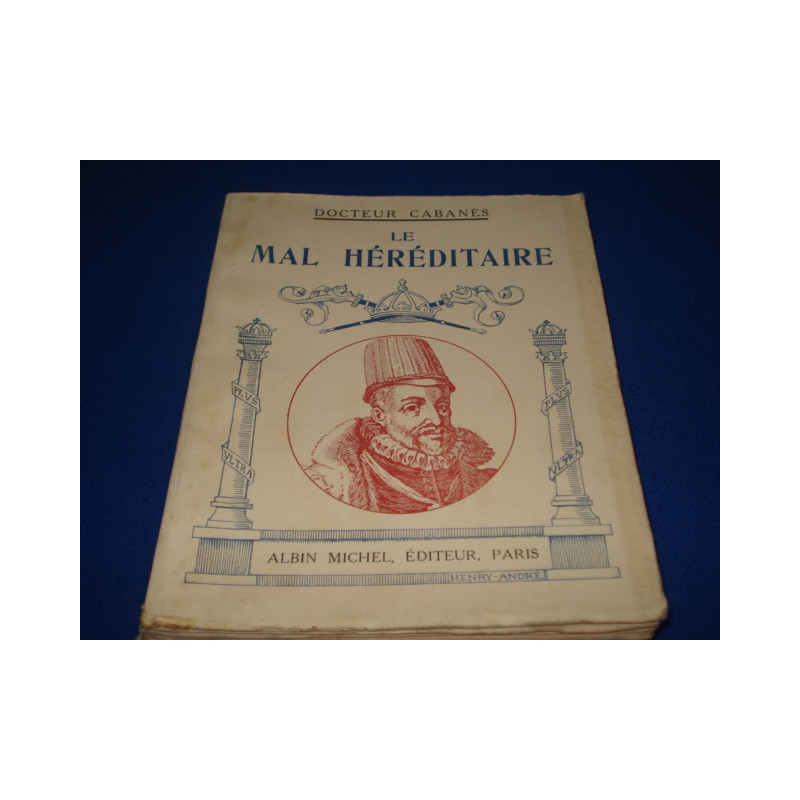 DOCTEUR CABANÈS
LE
MAL HÉRÉDITAIRE
PLVS
VLTRA
PLVS
VLTRA
ALBIN MICHEL, ÉDITEUR, PARIS
HENRY-ANDRÉ